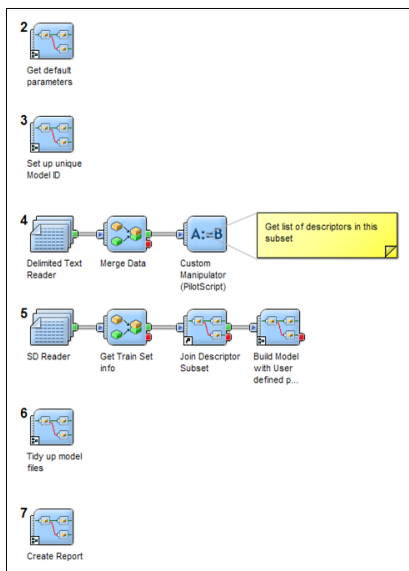 2
Get default
parameters
3
Set up unique
Model ID
4
A:=B
Get list of descriptors in this
subset
Delimited Text
Reader
Merge Data
Custom
Manipulator
(PilotScript)
5
SD Reader
Get Train Set
info
Join Descriptor
Subset
Build Model
with User
defined p...
6
Tidy up model
files
7
Create Report